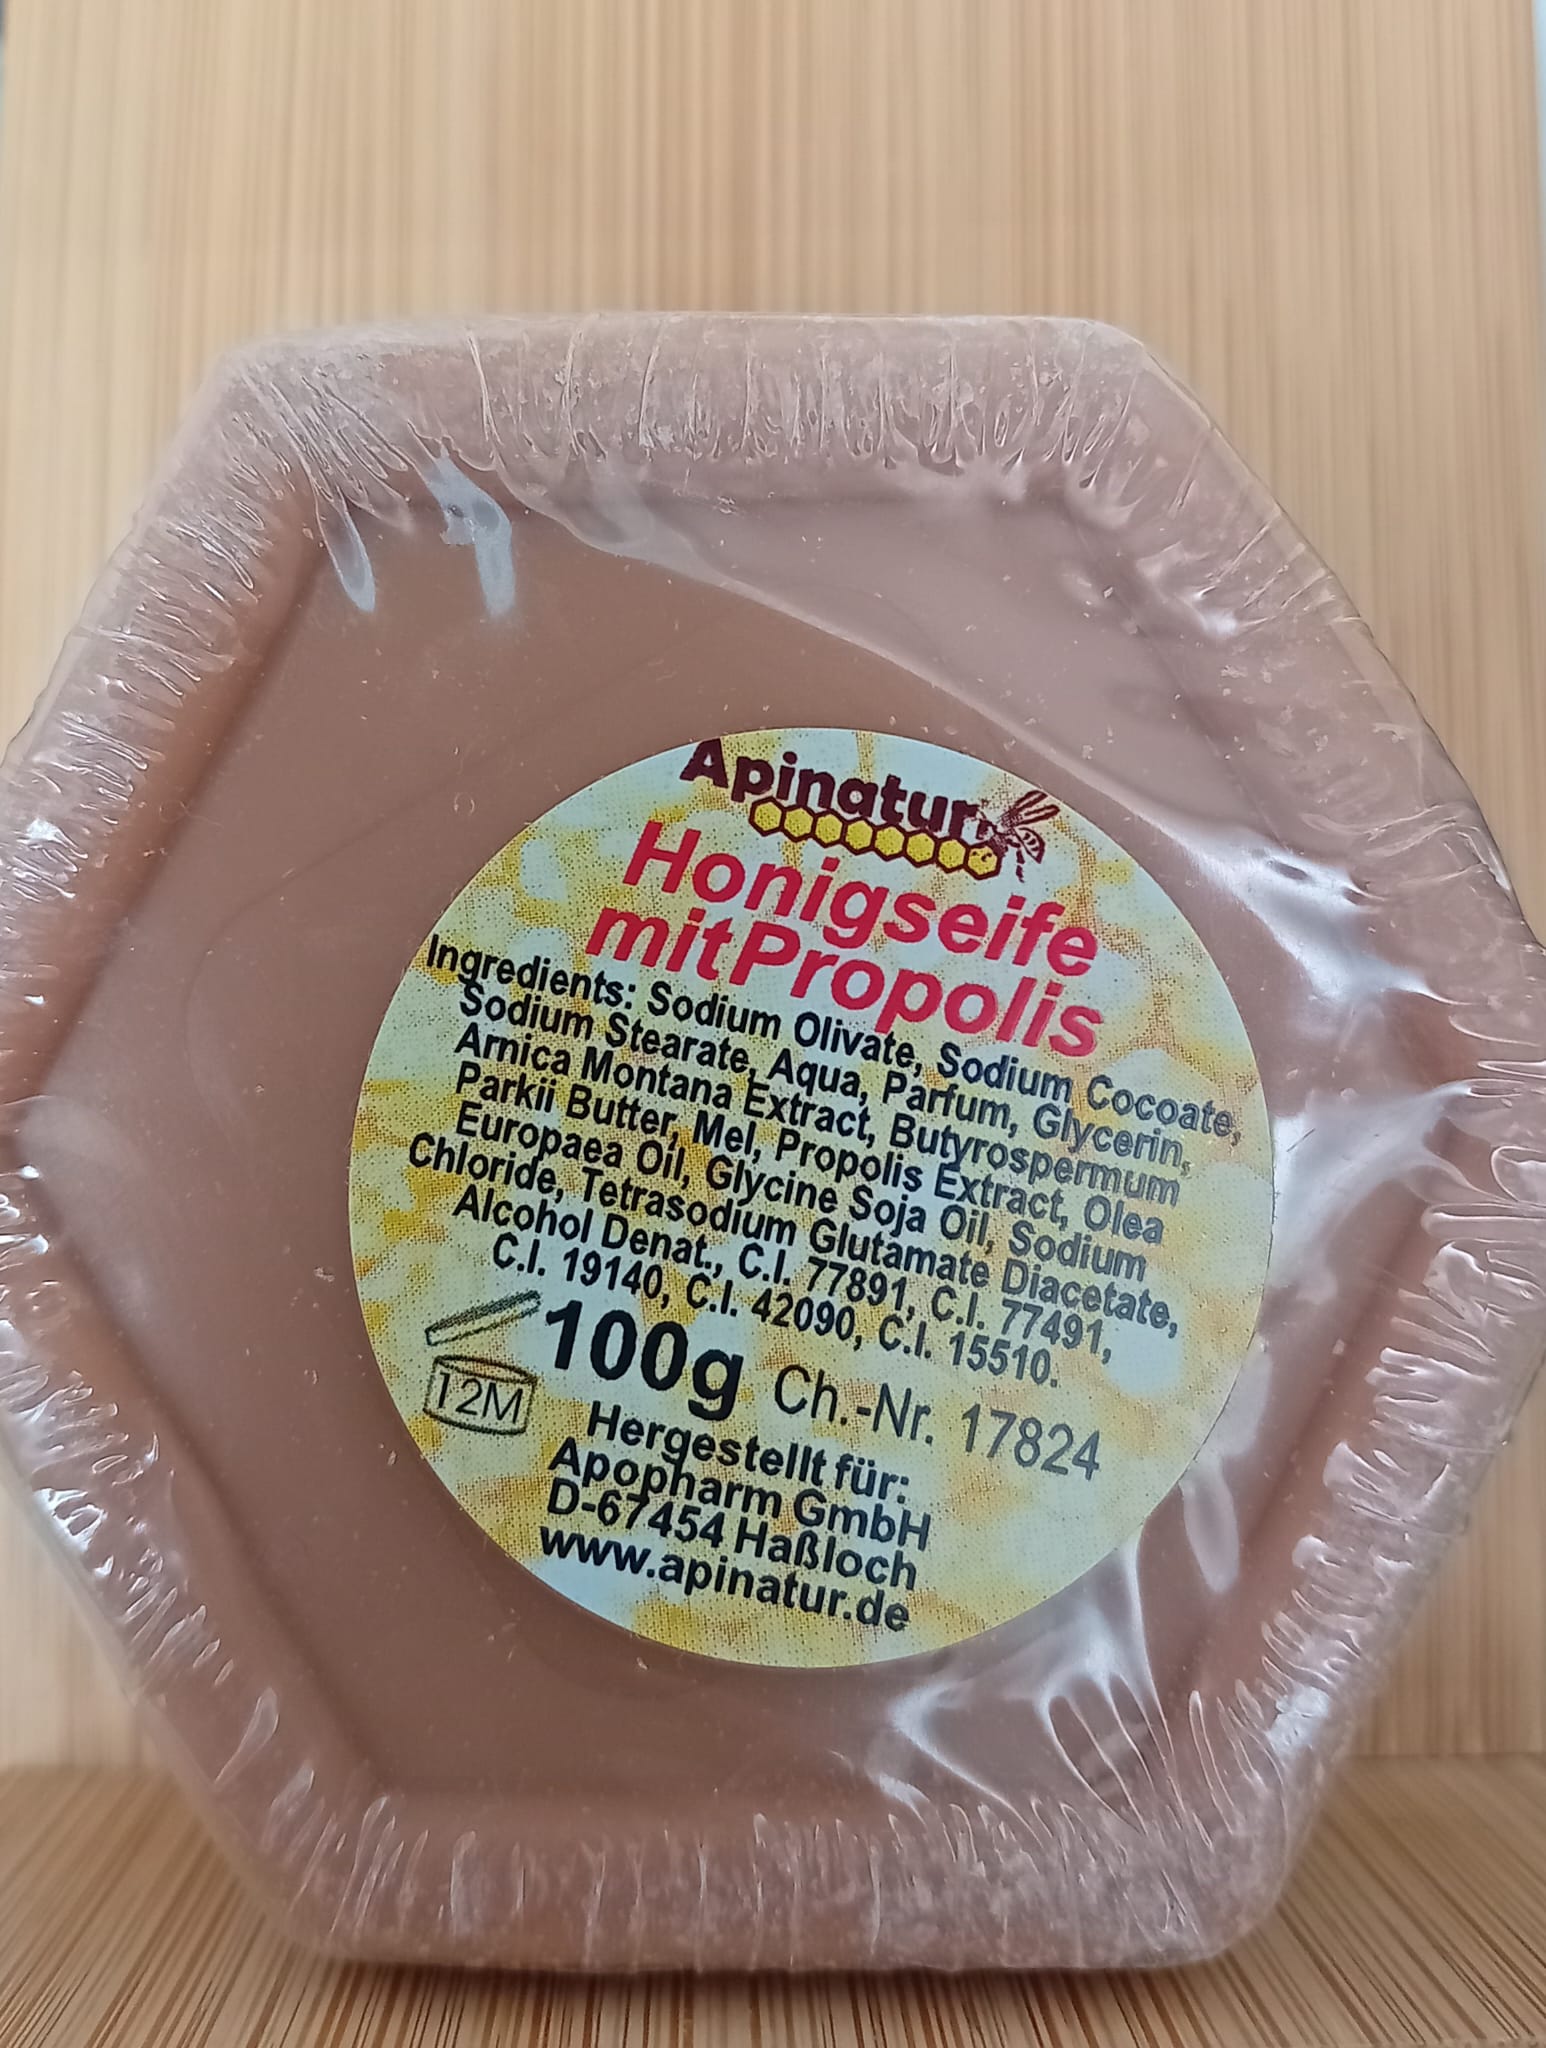 Apinatur
Honigseife
mit Propolis
Ingredients: Sodium Olivate, Sodium Cocoate,
Sodium Stearate, Aqua, Parfum, Glycerin,
Arnica Montana Extract, Butyrospermum
Parkii Butter, Mel, Propolis Extract, Olea
Europaea Oil, Glycine Soja Oil, Sodium
Chloride, Tetrasodium Glutamate Diacetate,
Alcohol Denat., C.I. 77891, C.I. 77491,
C.I. 19140, C.I. 42090, C.I. 15510.
100g Ch.-Nr. 17824
12M
Hergestellt für:
Apopharm GmbH
D-67454 Haßloch
www.apinatur.de